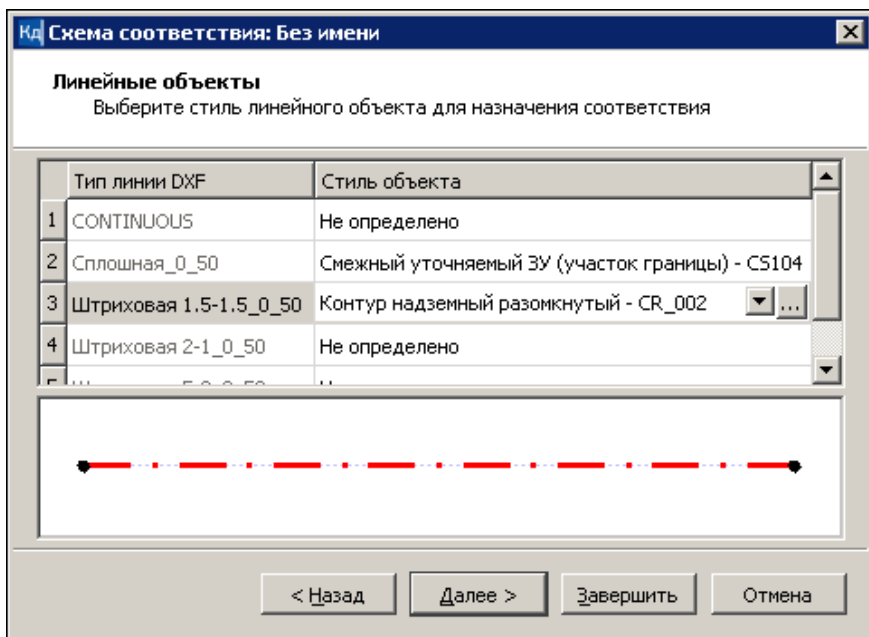 Кд Схема соответствия: Без имени
Линейные объекты
Выберите стиль линейного объекта для назначения соответствия
Тип линии DXF Стиль объекта
1 CONTINUOUS Не определено
2 Сплошная_0_50 Смежный уточняемый ЗУ (участок границы) - CS104
3 Штриховая 1.5-1.5_0_50 Контур надземный разомкнутый - CR_002 ...
4 Штриховая 2-1_0_50 Не определено
< Назад Далее > Завершить Отмена